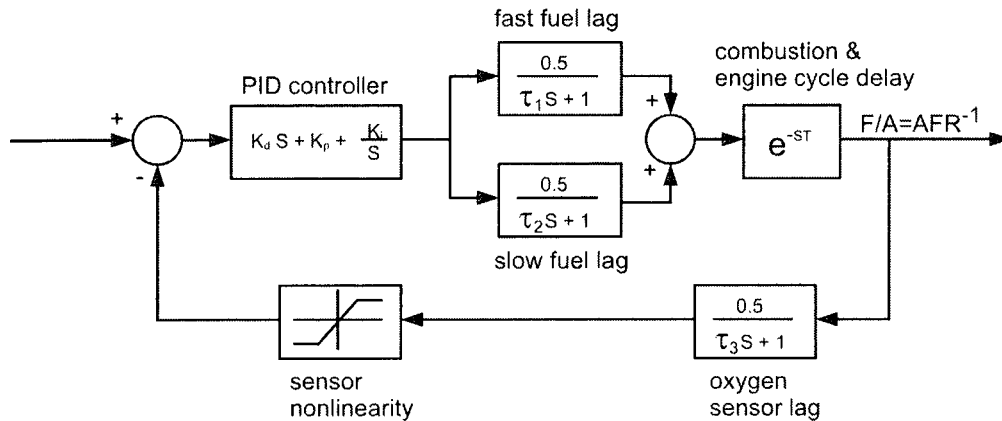 fast fuel lag
0.5
τ₁S + 1
combustion &
engine cycle delay
PID controller
K_d S + K_p + K_i
S
+
-
+
+
e^-ST
F/A=AFR^-1
0.5
τ₂S + 1
slow fuel lag
0.5
τ₃S + 1
sensor
nonlinearity
oxygen
sensor lag